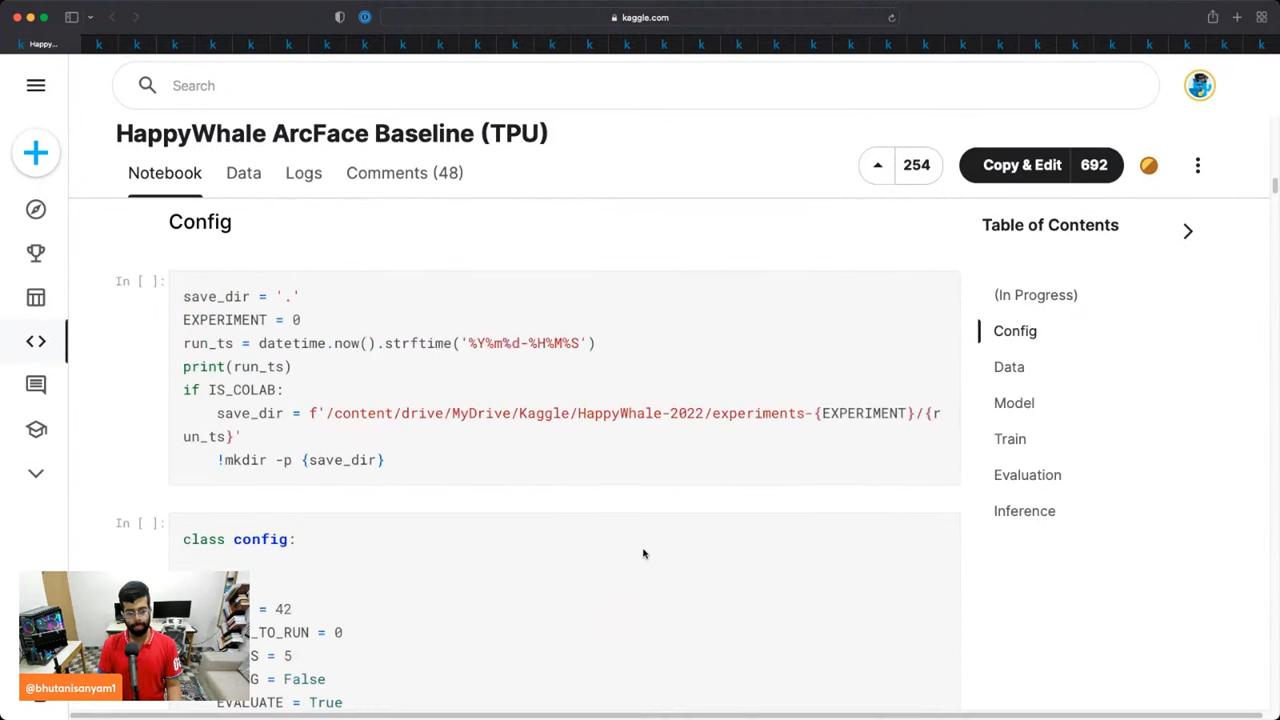 kaggle.com
Happy...
Search
HappyWhale ArcFace Baseline (TPU)
Notebook Data Logs Comments (48)
254
Copy & Edit 692
Config
In [ ]:
save_dir = '.'
EXPERIMENT = 0
run_ts = datetime.now().strftime('%Y%m%d-%H%M%S')
print(run_ts)
if IS_COLAB:
save_dir = f'/content/drive/MyDrive/Kaggle/HappyWhale-2022/experiments-{EXPERIMENT}/{r
un_ts}'
!mkdir -p {save_dir}
In [ ]:
class config:
= 42
_TO_RUN = 0
S = 5
G = False
EVALUATE = True
Table of Contents
(In Progress)
Config
Data
Model
Train
Evaluation
Inference
@bhutanisanyam1